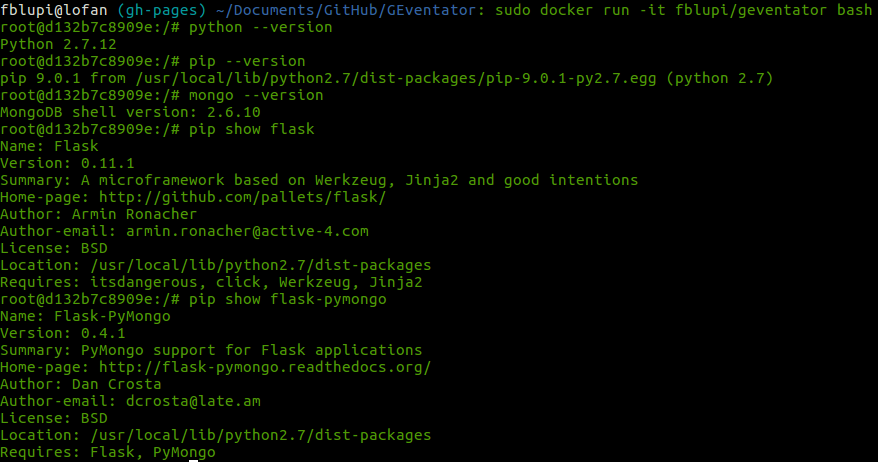 fblupi@lofan (gh-pages) ~/Documents/GitHub/GEventator: sudo docker run -it fblupi/geventator bash
root@d132b7c8909e:/# python --version
Python 2.7.12
root@d132b7c8909e:/# pip --version
pip 9.0.1 from /usr/local/lib/python2.7/dist-packages/pip-9.0.1-py2.7.egg (python 2.7)
root@d132b7c8909e:/# mongo --version
MongoDB shell version: 2.6.10
root@d132b7c8909e:/# pip show flask
Name: Flask
Version: 0.11.1
Summary: A microframework based on Werkzeug, Jinja2 and good intentions
Home-page: http://github.com/pallets/flask/
Author: Armin Ronacher
Author-email: armin.ronacher@active-4.com
License: BSD
Location: /usr/local/lib/python2.7/dist-packages
Requires: itsdangerous, click, Werkzeug, Jinja2
root@d132b7c8909e:/# pip show flask-pymongo
Name: Flask-PyMongo
Version: 0.4.1
Summary: PyMongo support for Flask applications
Home-page: http://flask-pymongo.readthedocs.org/
Author: Dan Crosta
Author-email: dcrosta@late.am
License: BSD
Location: /usr/local/lib/python2.7/dist-packages
Requires: Flask, PyMongo